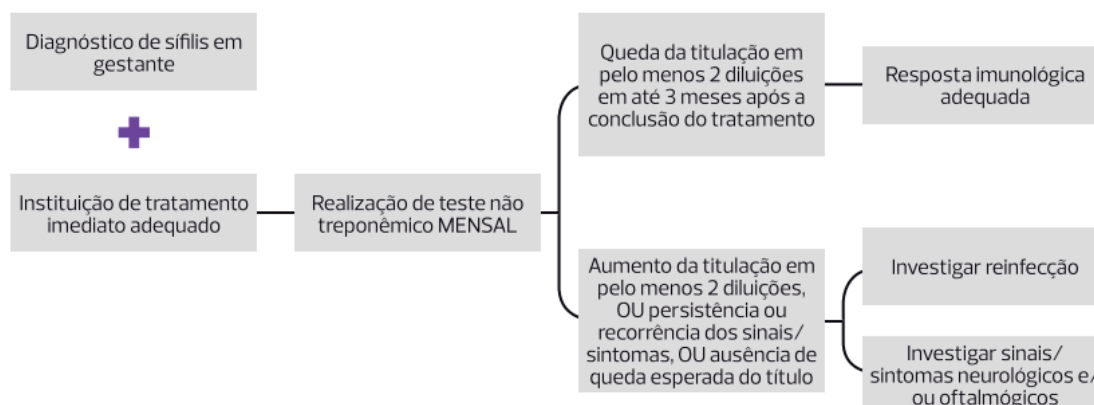 Diagnóstico de sífilis em
gestante
Instituição de tratamento
imediato adequado
Realização de teste não
treponêmico MENSAL
Queda da titulação em
pelo menos 2 diluições
em até 3 meses após a
conclusão do tratamento
Resposta imunológica
adequada
Aumento da titulação em
pelo menos 2 diluições,
OU persistência ou
recorrência dos sinais/
sintomas, OU ausência de
queda esperada do título
Investigar reinfecção
Investigar sinais/
sintomas neurológicos e/
ou oftalmógicos